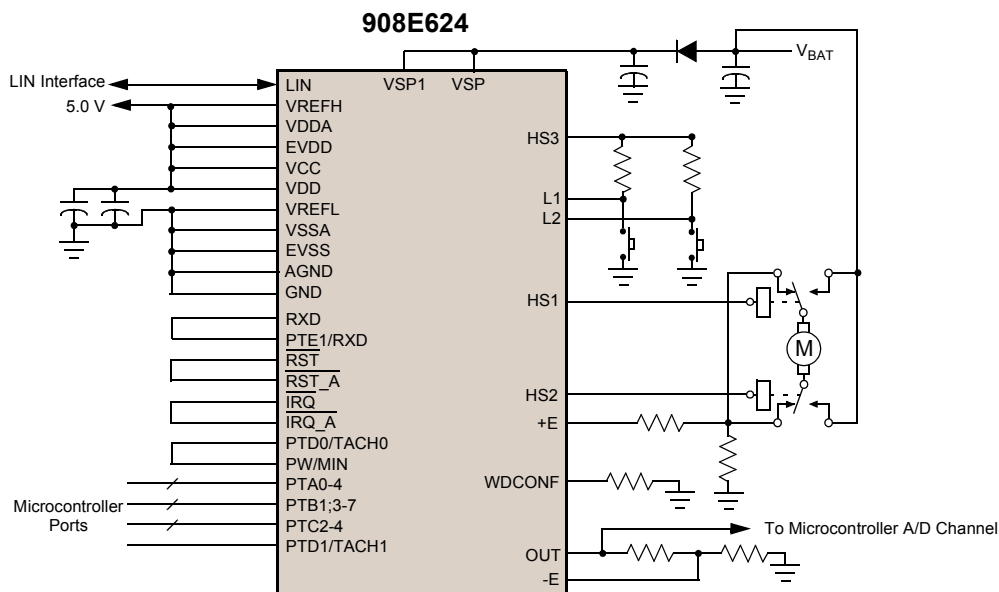 908E624
VSP1 VSP
VBAT
LIN Interface
5.0 V
LIN
VREFH
VDDA
EVDD
VCC
VDD
VREFL
VSSA
EVSS
AGND
GND
RXD
PTE1/RXD
RST
RST_A
IRQ
IRQ_A
PTD0/TACH0
PW/MIN
PTA0-4
PTB1;3-7
PTC2-4
PTD1/TACH1
Microcontroller
Ports
HS3
L1
L2
HS1
M
HS2
+E
WDCONF
To Microcontroller A/D Channel
OUT
-E